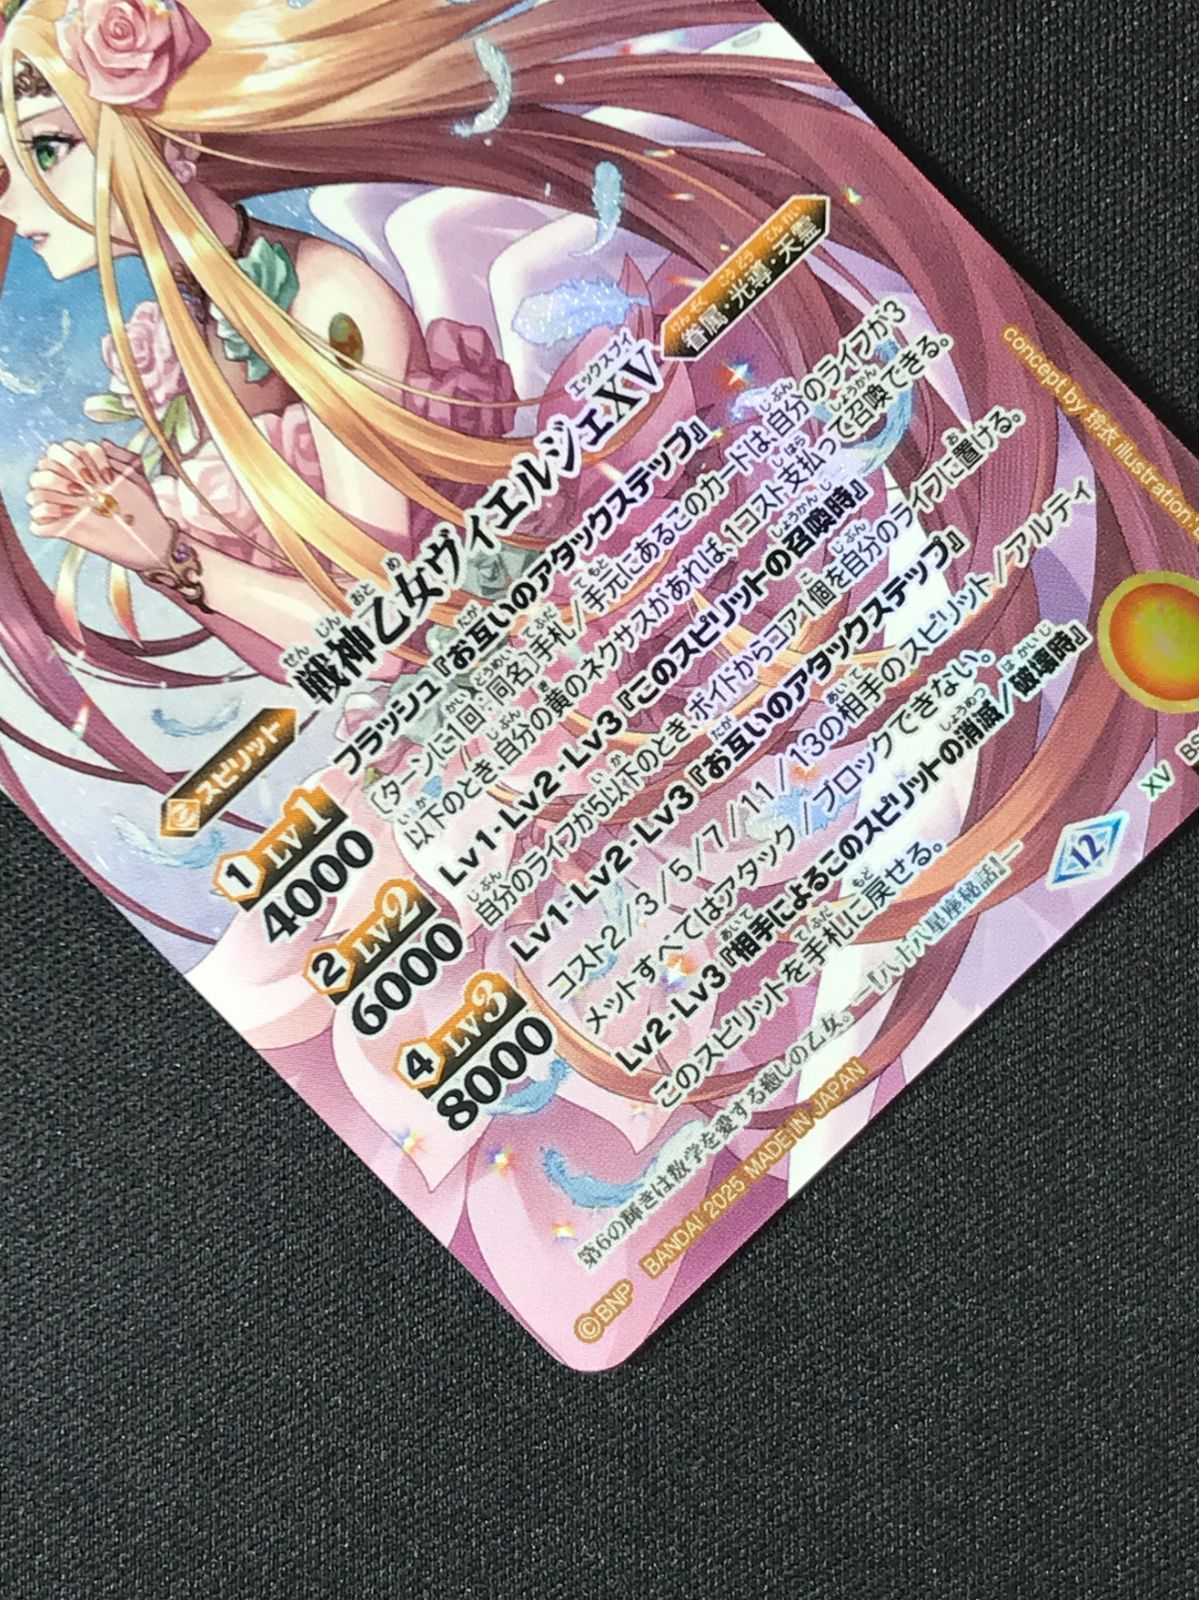 眷属・光導・天霊
戦神乙女ヴィエルジェXV
スピリット
1 Lv1 4000
2 Lv2 6000
4 Lv3 8000
フラッシュ『お互いのアタックステップ』
〔ターンに1回:同名〕手札/手元にあるこのカードは、自分のライフが3
以下のとき自分の黄のネクサスがあれば、1コスト支払って召喚できる。
Lv1・Lv2・Lv3『このスピリットの召喚時』
自分のライフが5以下のとき、ボイドからコア1個を自分のライフに置ける。
Lv1・Lv2・Lv3『お互いのアタックステップ』
コスト2/3/5/7/11/13の相手のスピリット/アルティ
メットすべてはアタック/ブロックできない。
Lv2・Lv3『相手によるこのスピリットの消滅/破壊時』
このスピリットを手札に戻せる。
第6の輝きは数学を愛する癒しの乙女。―『八十八星座秘話』―
©BNP BANDAI 2025 MADE IN JAPAN
12
XV
concept by 玲衣 illustration